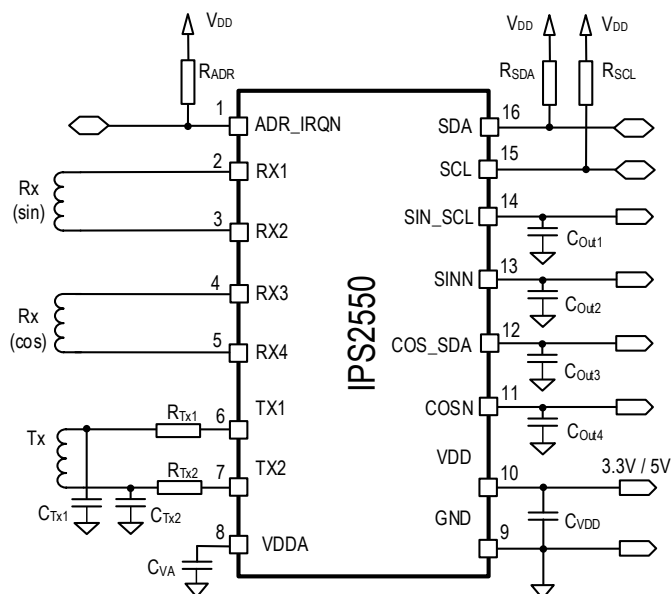 VDD
RADR
VDD
VDD
RSDA
RSCL
1
ADR_IRQN
SDA
16
2
RX1
SCL
15
Rx
(sin)
3
RX2
SIN_SCL
14
COut1
4
RX3
SINN
13
COut2
Rx
(cos)
5
RX4
COS_SDA
12
COut3
IPS2550
Tx
RTx1
6
TX1
COSN
11
COut4
RTx2
7
TX2
VDD
10
3.3V / 5V
CTx1
CTx2
CVDD
8
VDDA
GND
9
CVA